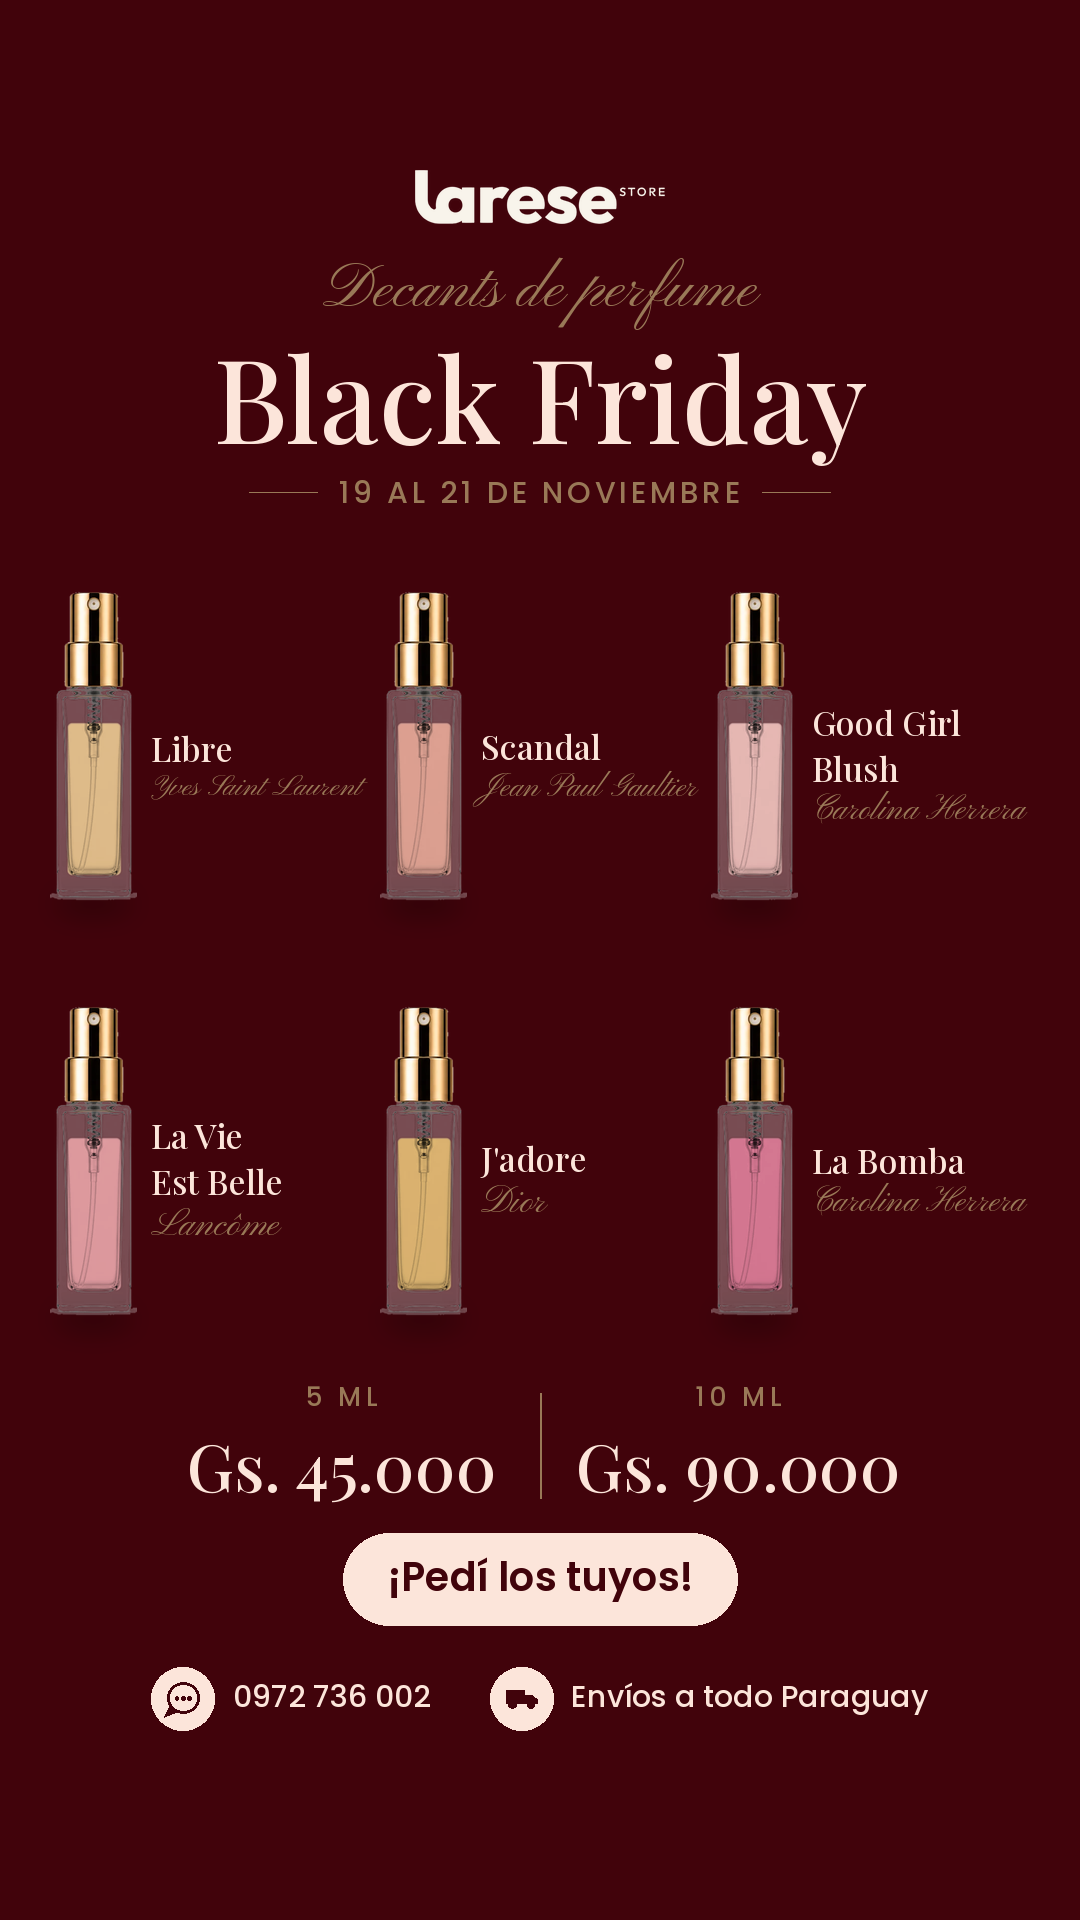 Larese STORE
Decants de perfume
Black Friday
19 AL 21 DE NOVIEMBRE
Libre
Yves Saint Laurent
Scandal
Jean Paul Gaultier
Good Girl
Blush
Carolina Herrera
La Vie
Est Belle
Lancôme
J'adore
Dior
La Bomba
Carolina Herrera
5 ML
Gs. 45.000
10 ML
Gs. 90.000
¡Pedí los tuyos!
0972 736 002
Envíos a todo Paraguay